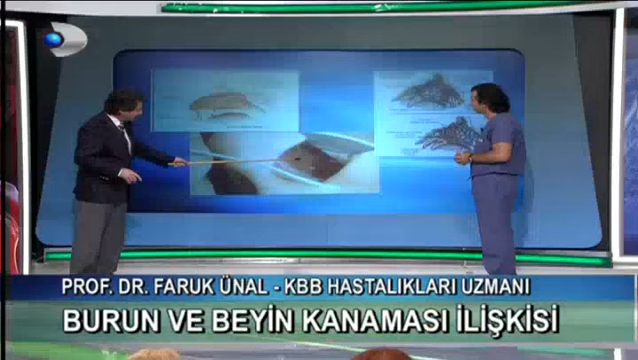 PROF. DR. FARUK ÜNAL - KBB HASTALIKLARI UZMANI
BURUN VE BEYİN KANAMASI İLİŞKİSİ